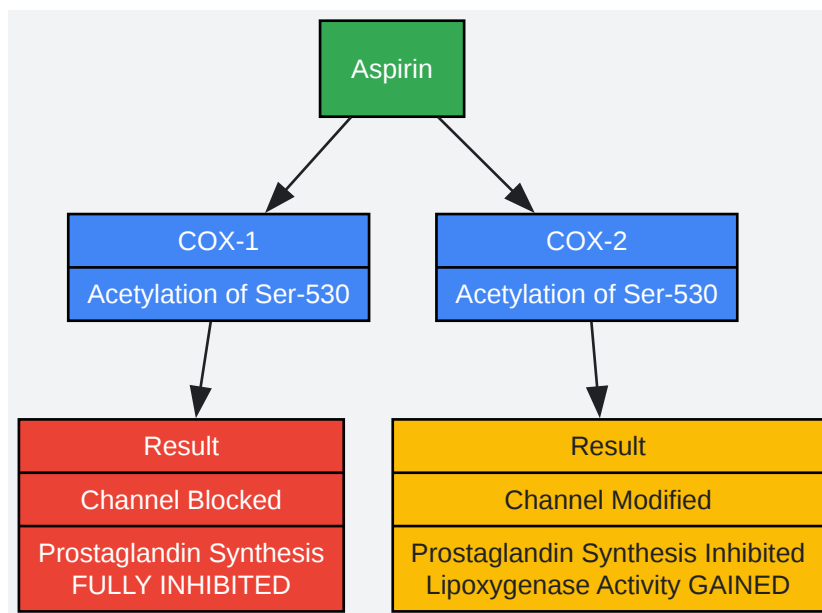 Aspirin
COX-1
Acetylation of Ser-530
COX-2
Acetylation of Ser-530
Result
Channel Blocked
Prostaglandin Synthesis
FULLY INHIBITED
Result
Channel Modified
Prostaglandin Synthesis Inhibited
Lipoxygenase Activity GAINED